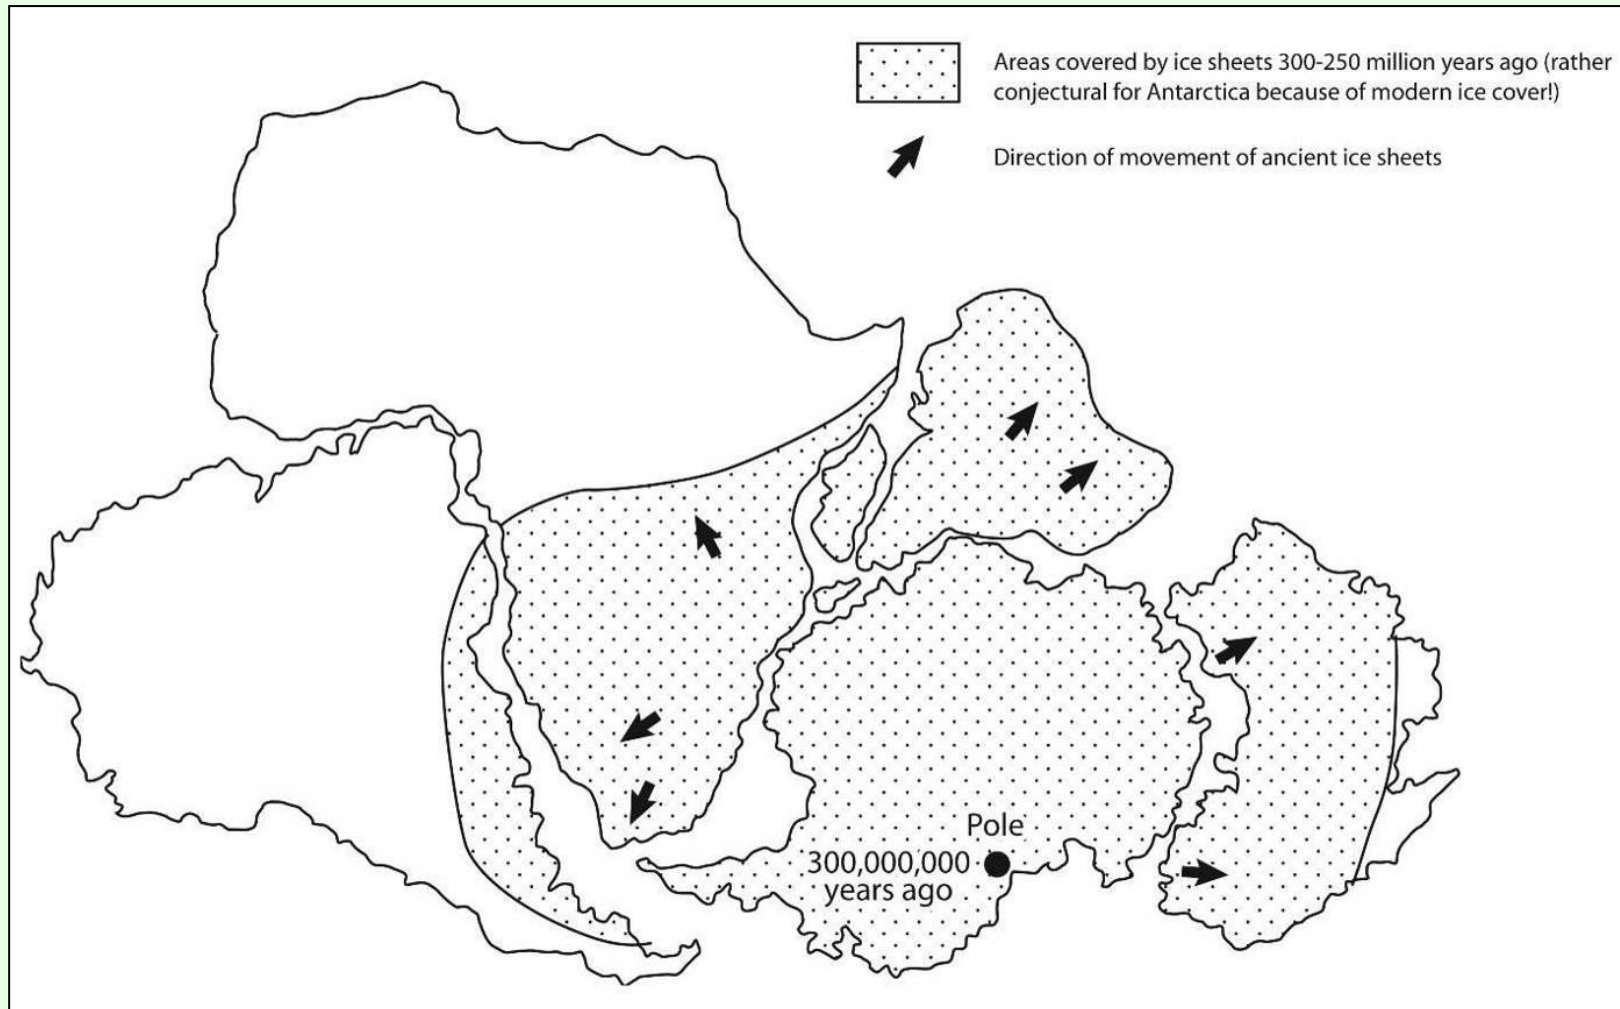 Areas covered by ice sheets 300-250 million years ago (rather
conjectural for Antarctica because of modern ice cover!)
Direction of movement of ancient ice sheets
Pole
300,000,000
years ago